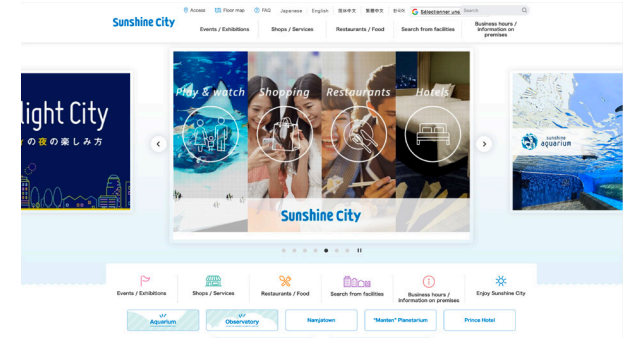 Access Floor map FAQ Japanese English 简体中文 繁體中文 한국어 G Sélectionner une Search
Sunshine City
Events / Exhibitions Shops / Services Restaurants / Food Search from facilities Business hours / information on premises
light City
の夜の楽しみ方
Play & watch Shopping Restaurants Hotels
Sunshine City
sunshine
aquarium
Events / Exhibitions Shops / Services Restaurants / Food Search from facilities Business hours / information on premises Enjoy Sunshine City
Aquarium Observatory Namjatown "Manten" Planetarium Prince Hotel